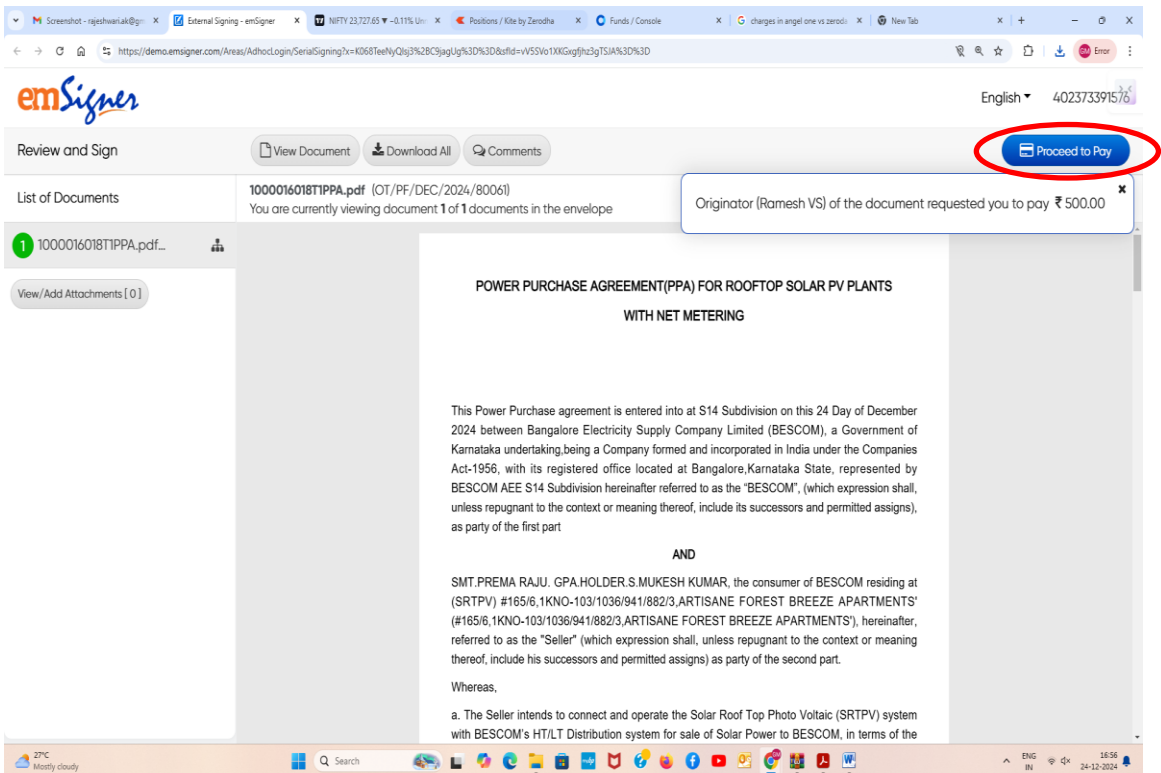 Screenshot - rajeshwari.ak@gm
External Signing - emSigner
NIFTY 23,727.65 ▼ -0.11% Un
Positions / Kite by Zerodha
Funds / Console
charges in angel one vs zeroda
New Tab
https://demo.emsigner.com/Areas/AdhocLogin/SerialSigning?x=K068TeeNyQlsj3%2BC9jagUg%3D%3D&sfId=vV5SVo1XKGxgfjhz3gTSJA%3D%3D
GM Error
emSigner
English
402373391576
Review and Sign
View Document
Download All
Comments
Proceed to Pay
List of Documents
1000016018T1PPA.pdf (OT/PF/DEC/2024/80061)
You are currently viewing document 1 of 1 documents in the envelope
Originator (Ramesh VS) of the document requested you to pay ₹ 500.00
1 1000016018T1PPA.pdf...
View/Add Attachments [ 0 ]
POWER PURCHASE AGREEMENT(PPA) FOR ROOFTOP SOLAR PV PLANTS
WITH NET METERING
This Power Purchase agreement is entered into at S14 Subdivision on this 24 Day of December
2024 between Bangalore Electricity Supply Company Limited (BESCOM), a Government of
Karnataka undertaking,being a Company formed and incorporated in India under the Companies
Act-1956, with its registered office located at Bangalore,Karnataka State, represented by
BESCOM AEE S14 Subdivision hereinafter referred to as the “BESCOM”, (which expression shall,
unless repugnant to the context or meaning thereof, include its successors and permitted assigns),
as party of the first part
AND
SMT.PREMA RAJU. GPA.HOLDER.S.MUKESH KUMAR, the consumer of BESCOM residing at
(SRTPV) #165/6,1KNO-103/1036/941/882/3,ARTISANE FOREST BREEZE APARTMENTS'
(#165/6,1KNO-103/1036/941/882/3,ARTISANE FOREST BREEZE APARTMENTS'), hereinafter,
referred to as the "Seller" (which expression shall, unless repugnant to the context or meaning
thereof, include his successors and permitted assigns) as party of the second part.
Whereas,
a. The Seller intends to connect and operate the Solar Roof Top Photo Voltaic (SRTPV) system
with BESCOM's HT/LT Distribution system for sale of Solar Power to BESCOM, in terms of the
27°C
Mostly cloudy
Search
ENG
IN
16:56
24-12-2024